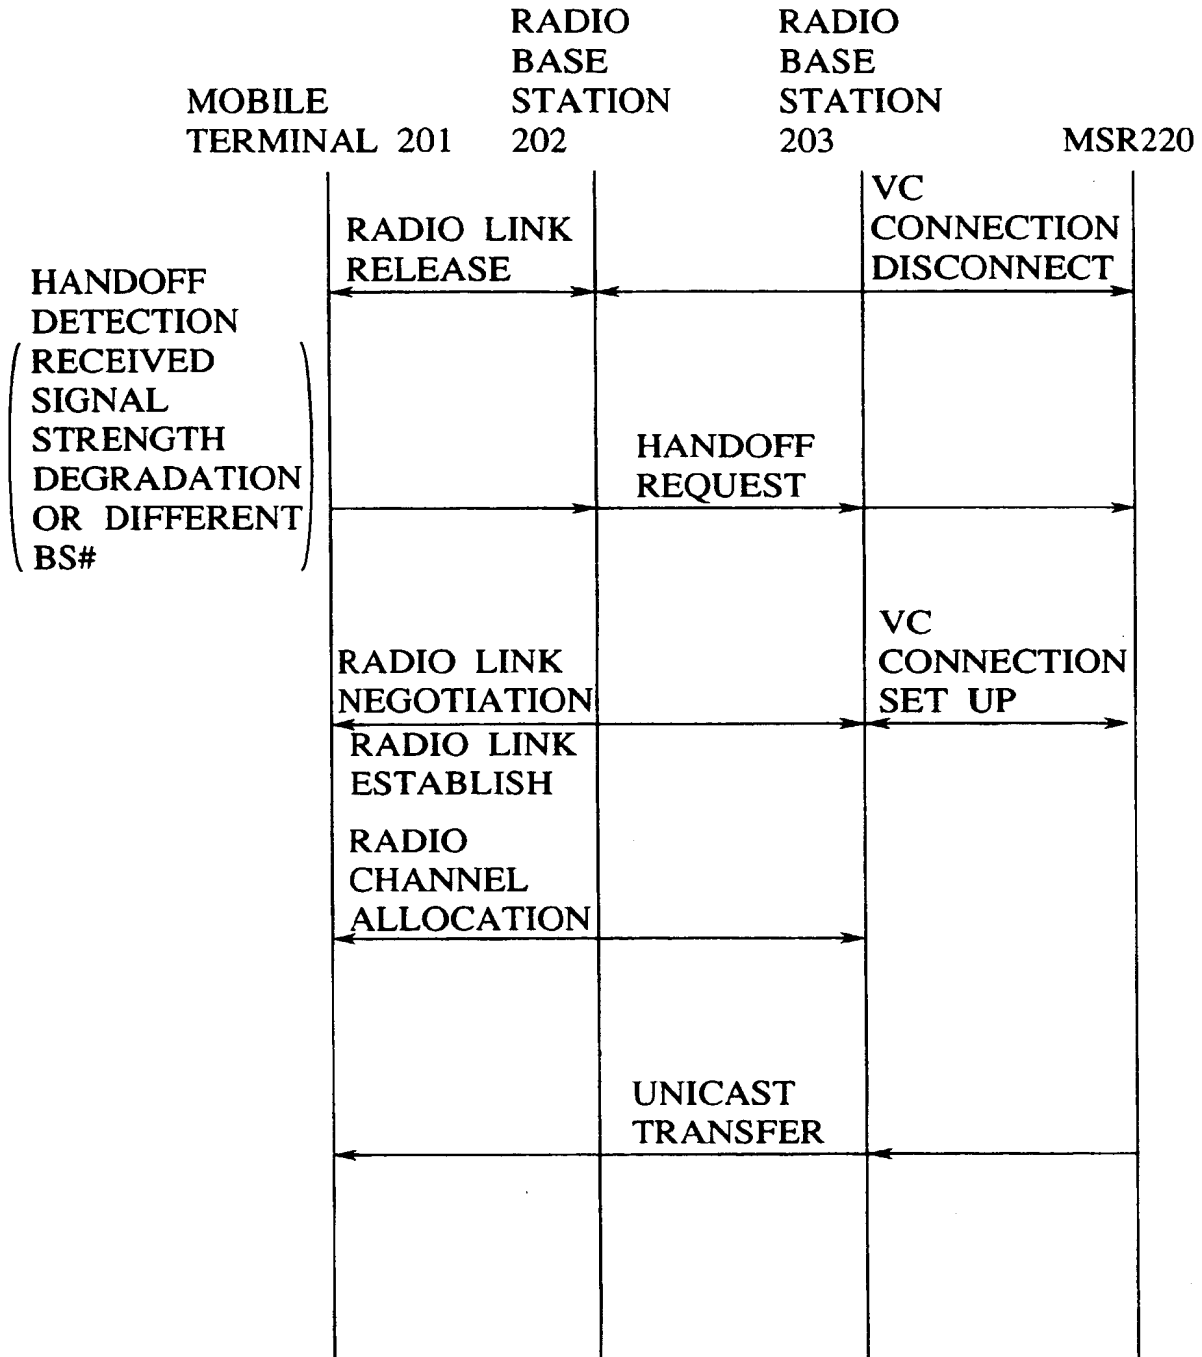 RADIO
BASE
STATION
202
RADIO
BASE
STATION
203
MOBILE
TERMINAL 201
MSR220
RADIO LINK
RELEASE
VC
CONNECTION
DISCONNECT
HANDOFF
DETECTION
RECEIVED
SIGNAL
STRENGTH
DEGRADATION
OR DIFFERENT
BS#
HANDOFF
REQUEST
RADIO LINK
NEGOTIATION
VC
CONNECTION
SET UP
RADIO LINK
ESTABLISH
RADIO
CHANNEL
ALLOCATION
UNICAST
TRANSFER